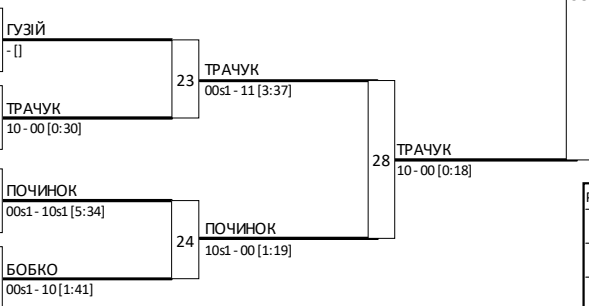 ГУЗІЙ
- []
23
ТРАЧУК
00s1 - 11 [3:37]
ТРАЧУК
10 - 00 [0:30]
28
ТРАЧУК
10 - 00 [0:18]
ПОЧИНОК
00s1 - 10s1 [5:34]
24
ПОЧИНОК
10s1 - 00 [1:19]
БОБКО
00s1 - 10 [1:41]